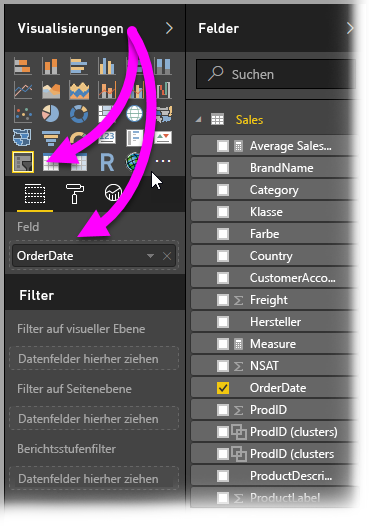 Visualisierungen
R
123
Feld
OrderDate
Filter
Filter auf visueller Ebene
Datenfelder hierher ziehen
Filter auf Seitenebene
Datenfelder hierher ziehen
Berichtsstufenfilter
Datenfelder hierher ziehen
Felder
Suchen
Sales
Average Sales...
BrandName
Category
Klasse
Farbe
Country
CustomerAcco...
Freight
Hersteller
Measure
NSAT
OrderDate
ProdID
ProdID (clusters)
ProdID (clusters
ProductDescri...
ProductLabel